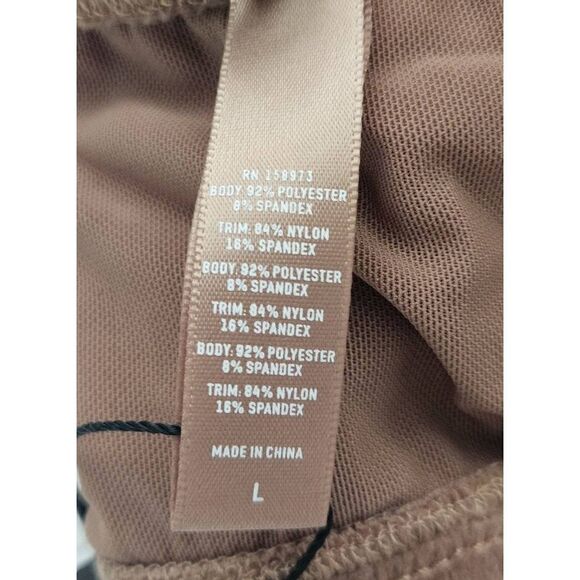 RN 158973
BODY 92% POLYESTER
8% SPANDEX
TRIM: 84% NYLON
16% SPANDEX
BODY: 92% POLYESTER
8% SPANDEX
TRIM: 84% NYLON
16% SPANDEX
BODY: 92% POLYESTER
8% SPANDEX
TRIM: 84% NYLON
16% SPANDEX
MADE IN CHINA
L